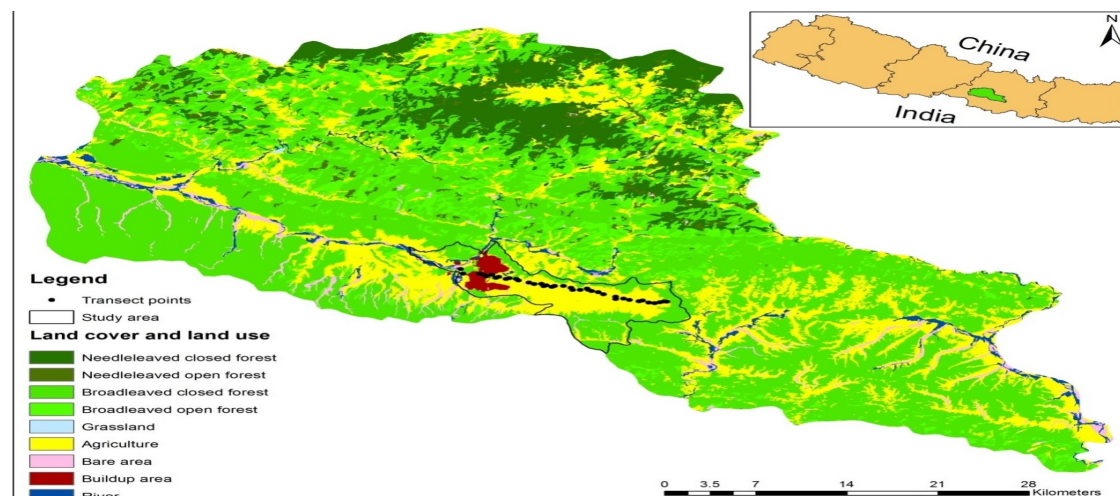 N
China
India
Legend
Transect points
Study area
Land cover and land use
Needleleaved closed forest
Needleleaved open forest
Broadleaved closed forest
Broadleaved open forest
Grassland
Agriculture
Bare area
Buildup area
River
0 3.5 7 14 21 28
Kilometers